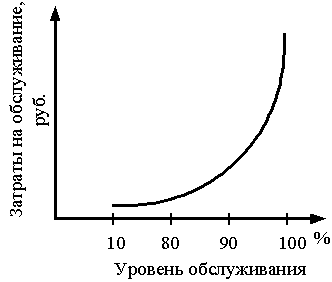 Затраты на обслуживание,
руб.
10 80 90 100 %
Уровень обслуживания